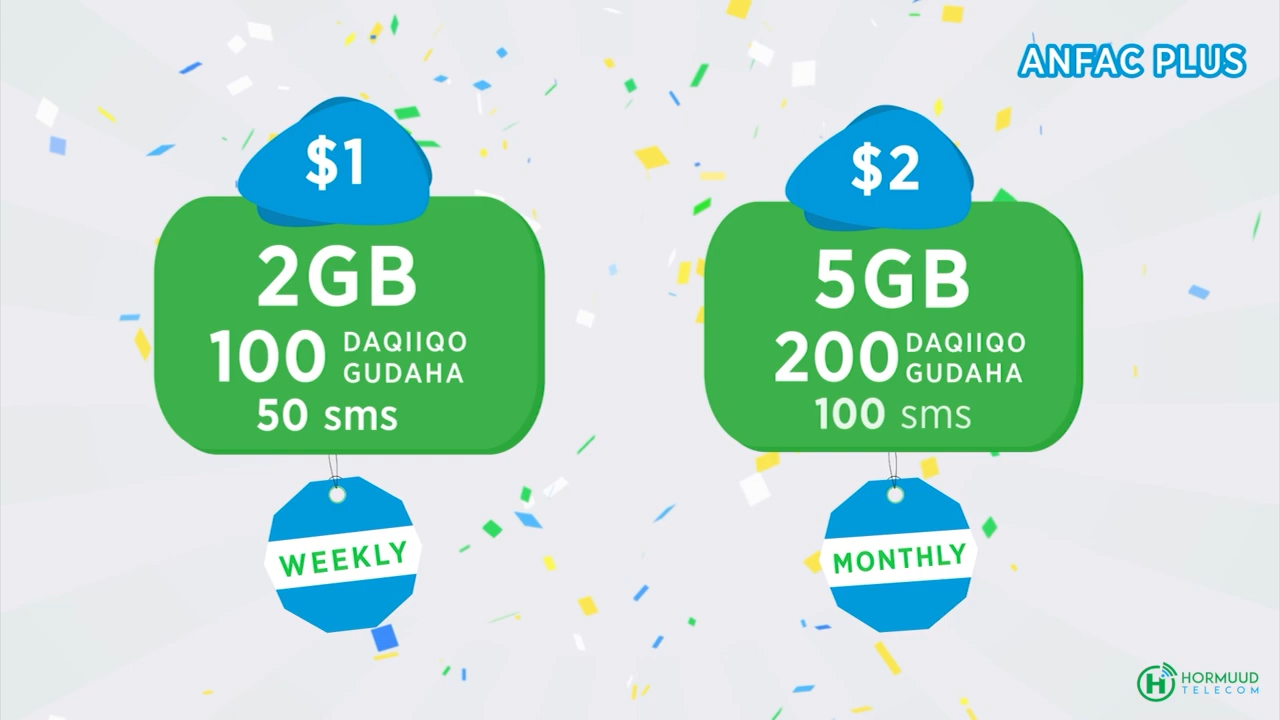 ANFAC PLUS
$1
2GB
100 DAQIIQO
GUDAHA
50 sms
WEEKLY
$2
5GB
200 DAQIIQO
GUDAHA
100 sms
MONTHLY
HORMUUD
TELECOM